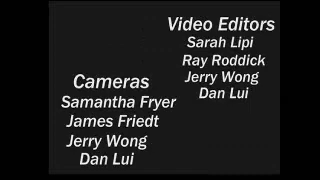 Video Editors
Sarah Lipi
Ray Roddick
Jerry Wong
Dan Lui
Cameras
Samantha Fryer
James Friedt
Jerry Wong
Dan Lui